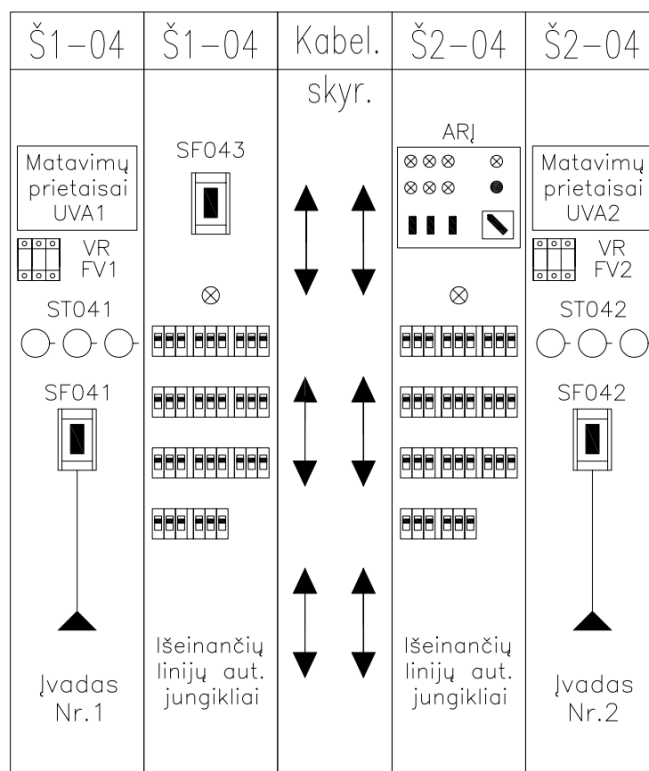 Š1-04
Š1-04
Kabel.
skyr.
Š2-04
Š2-04
Matavimų
prietaisai
UVA1
VR
FV1
ST041
SF041
Įvadas
Nr.1
SF043
Išeinančių
linijų aut.
jungikliai
ARĮ
Išeinančių
linijų aut.
jungikliai
Matavimų
prietaisai
UVA2
VR
FV2
ST042
SF042
Įvadas
Nr.2